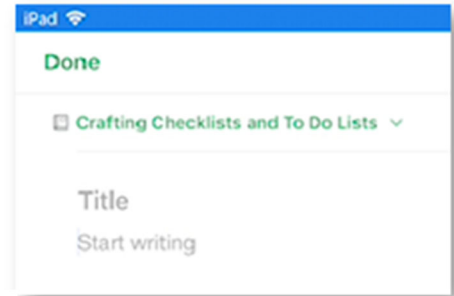 iPad
Done
Crafting Checklists and To Do Lists
Title
Start writing